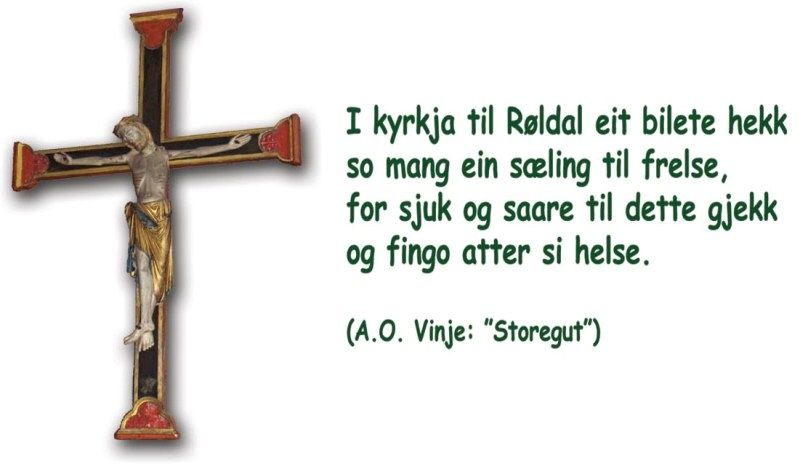 I kyrkja til Røldal eit bilete hekk
so mang ein sæling til frelse,
for sjuk og saare til dette gjekk
og fingo atter si helse.
(A.O. Vinje: ”Storegut”)